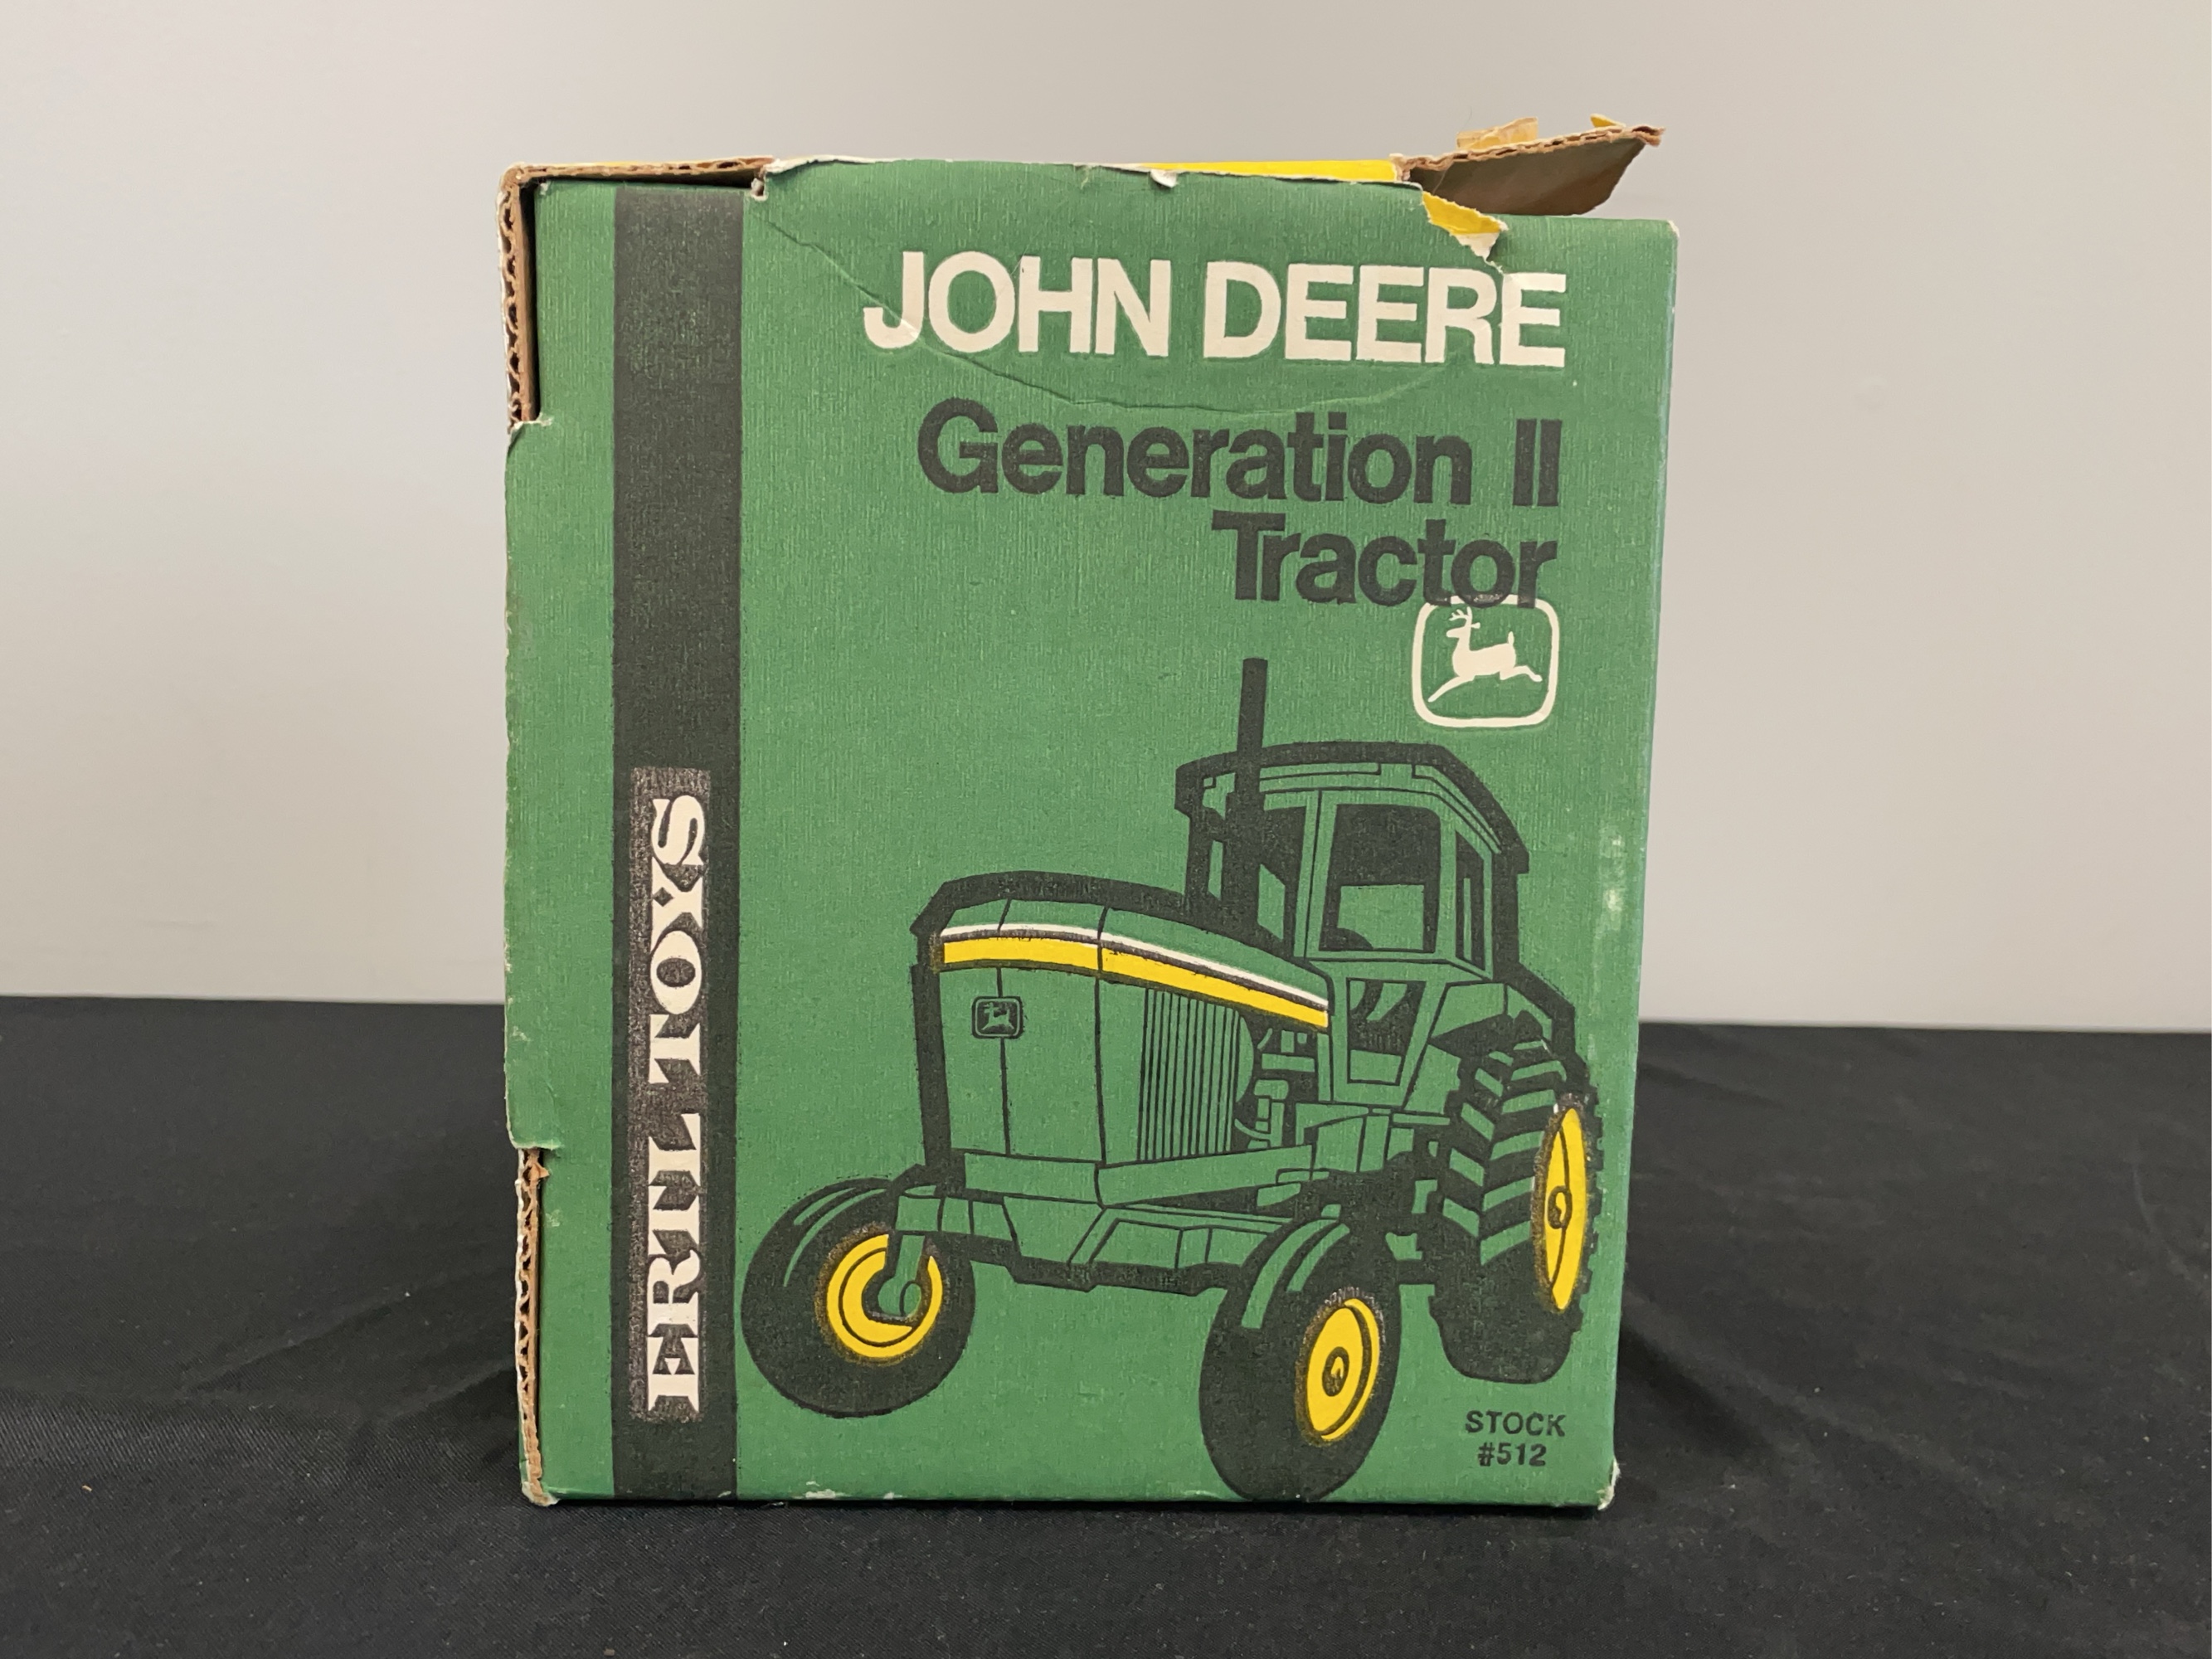 JOHN DEERE
Generation II
Tractor
ERTL TOYS
STOCK
#512